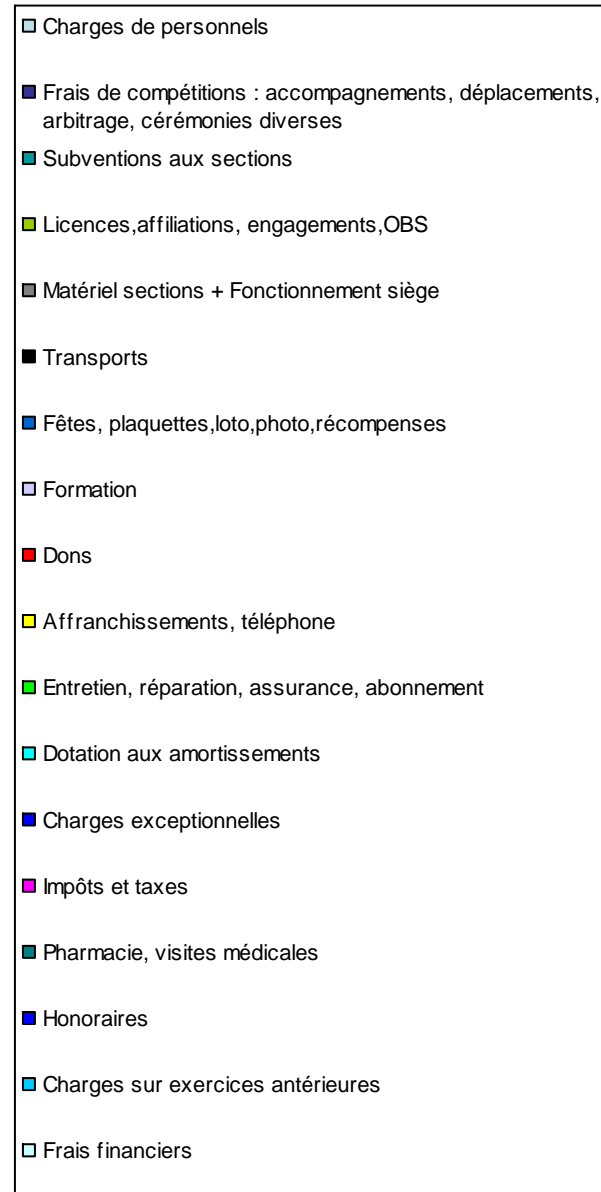 Charges de personnels
Frais de compétitions : accompagnements, déplacements,
arbitrage, cérémonies diverses
Subventions aux sections
Licences,affiliations, engagements,OBS
Matériel sections + Fonctionnement siège
Transports
Fêtes, plaquettes,loto,photo,récompenses
Formation
Dons
Affranchissements, téléphone
Entretien, réparation, assurance, abonnement
Dotation aux amortissements
Charges exceptionnelles
Impôts et taxes
Pharmacie, visites médicales
Honoraires
Charges sur exercices antérieures
Frais financiers